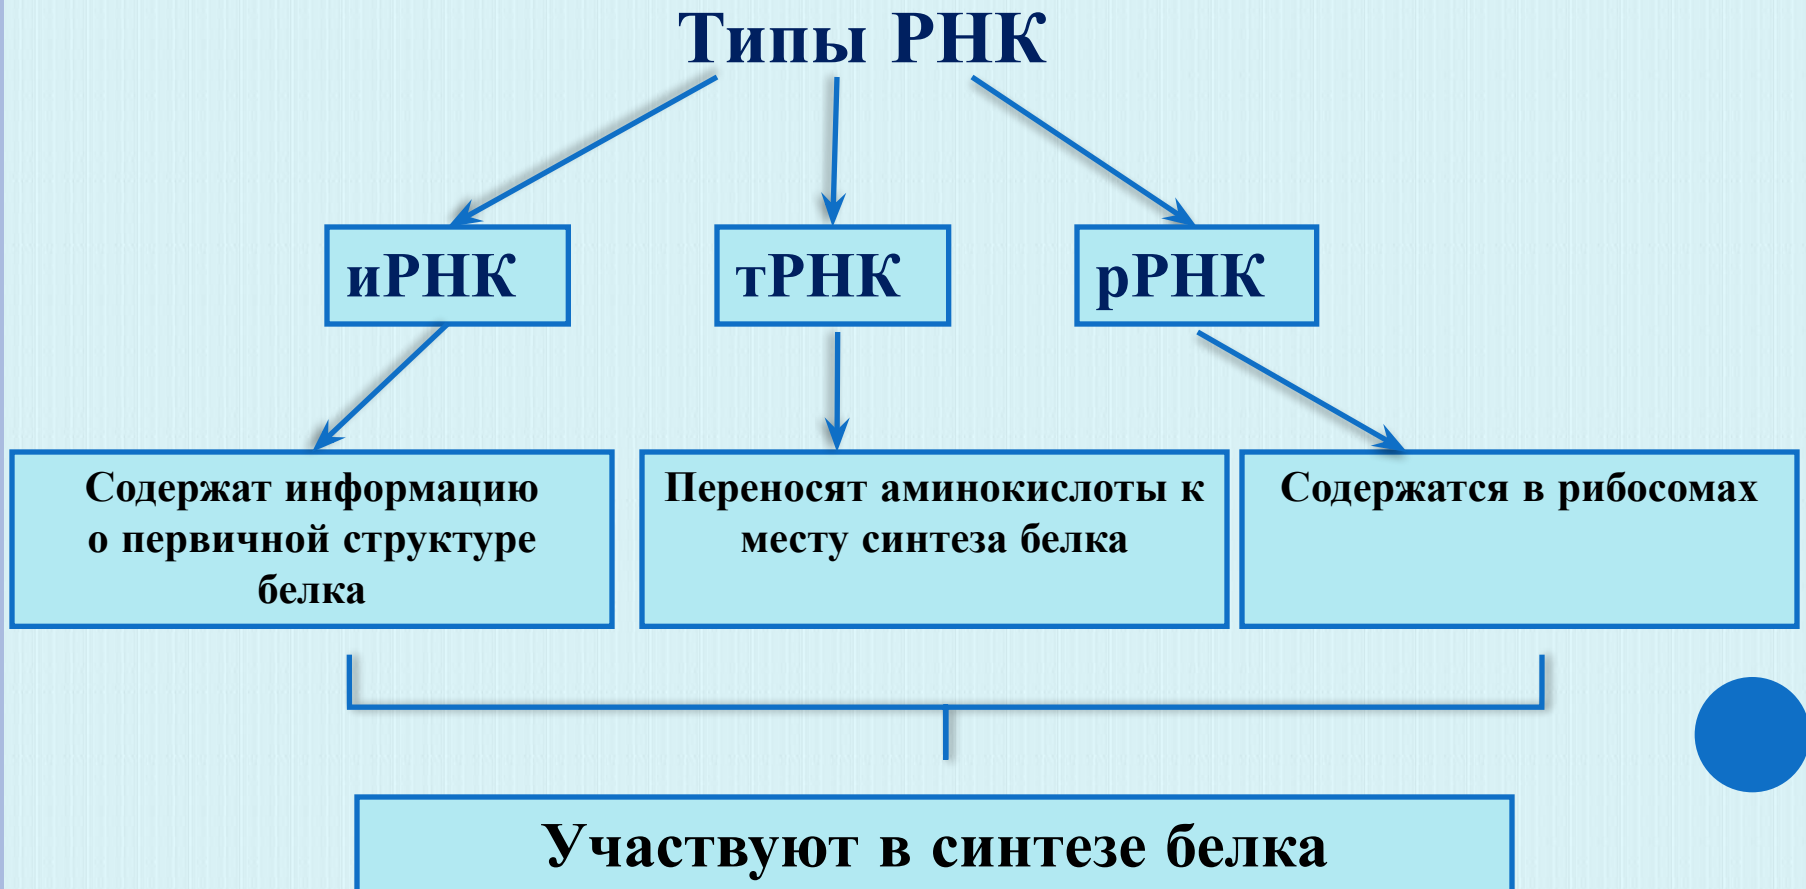 Типы РНК
иРНК
тРНК
рРНК
Содержат информацию
о первичной структуре
белка
Переносят аминокислоты к
месту синтеза белка
Содержатся в рибосомах
Участвуют в синтезе белка